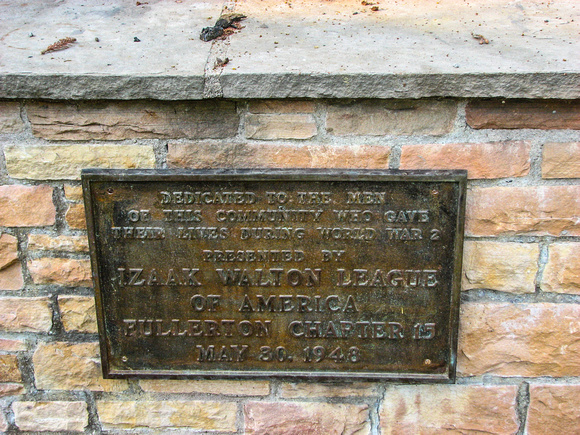 DEDICATED TO THE MEN
OF THIS COMMUNITY WHO GAVE
THEIR LIVES DURING WORLD WAR 2
PRESENTED BY
IZAAK WALTON LEAGUE
OF AMERICA
FULLERTON CHAPTER 15
MAY 30, 1948